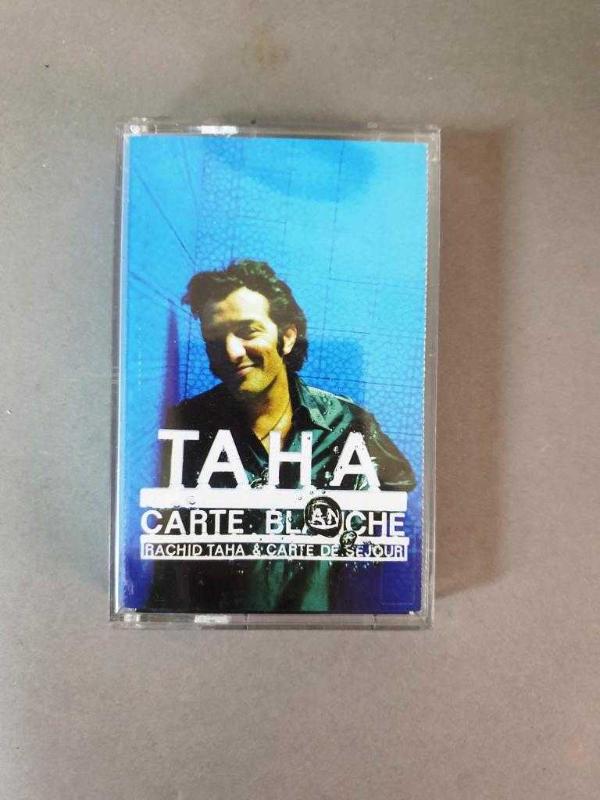 TAHA
CARTE BLANCHE
RACHID TAHA & CARTE DE SEJOUR